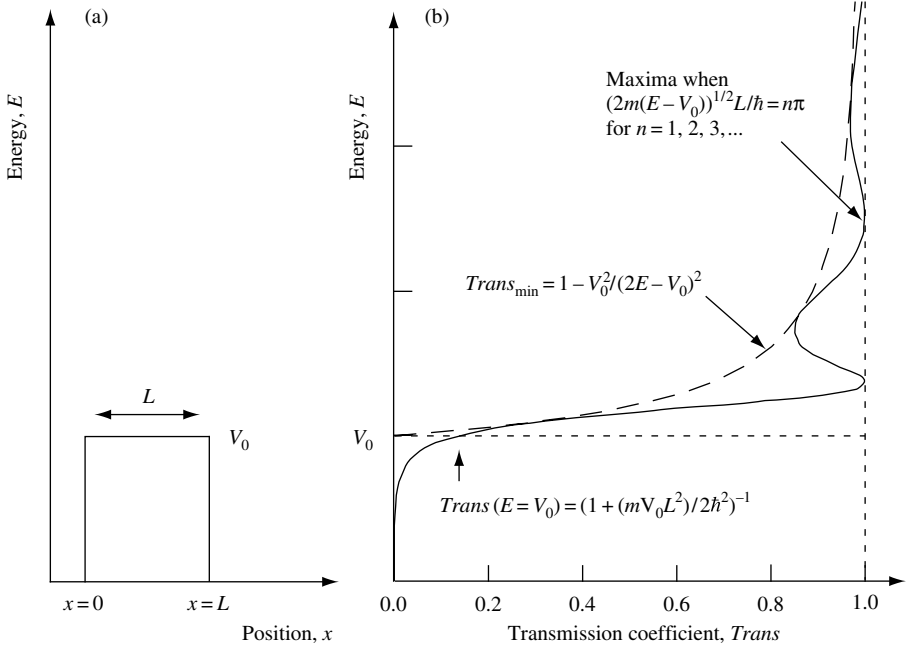 (a)
Energy, E
L
V₀
x = 0
x = L
Position, x
(b)
Energy, E
Maxima when
(2m(E – V₀))^1/2 L/ħ = nπ
for n = 1, 2, 3,...
Trans_min = 1 – V₀²/(2E – V₀)²
V₀
Trans (E = V₀) = (1 + (mV₀L²)/2ħ²)⁻¹
0.0 0.2 0.4 0.6 0.8 1.0
Transmission coefficient, Trans